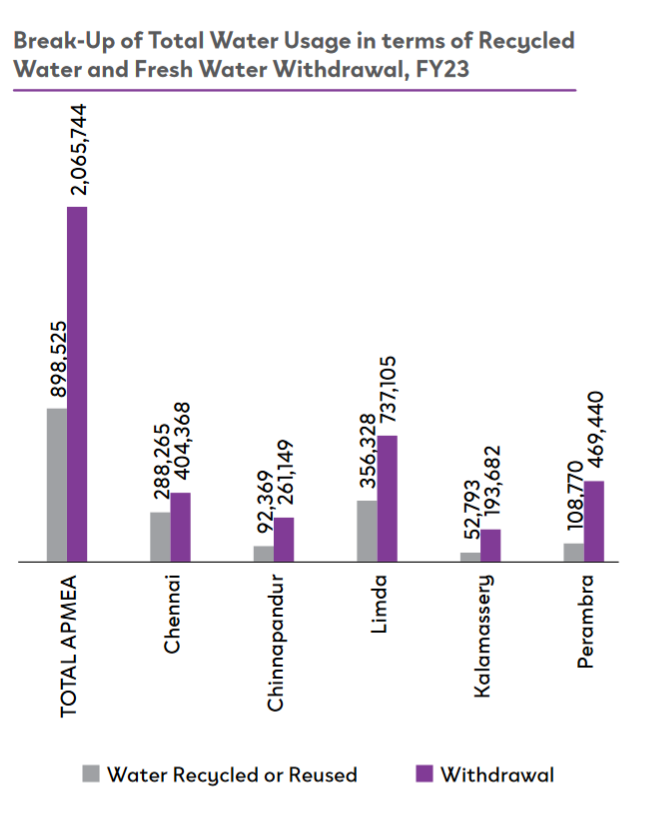 Break-Up of Total Water Usage in terms of Recycled
Water and Fresh Water Withdrawal, FY23
898,525
2,065,744
288,265
404,368
92,369
261,149
356,328
737,105
52,793
193,682
108,770
469,440
TOTAL APMEA
Chennai
Chinnapandur
Limda
Kalamassery
Perambra
Water Recycled or Reused
Withdrawal